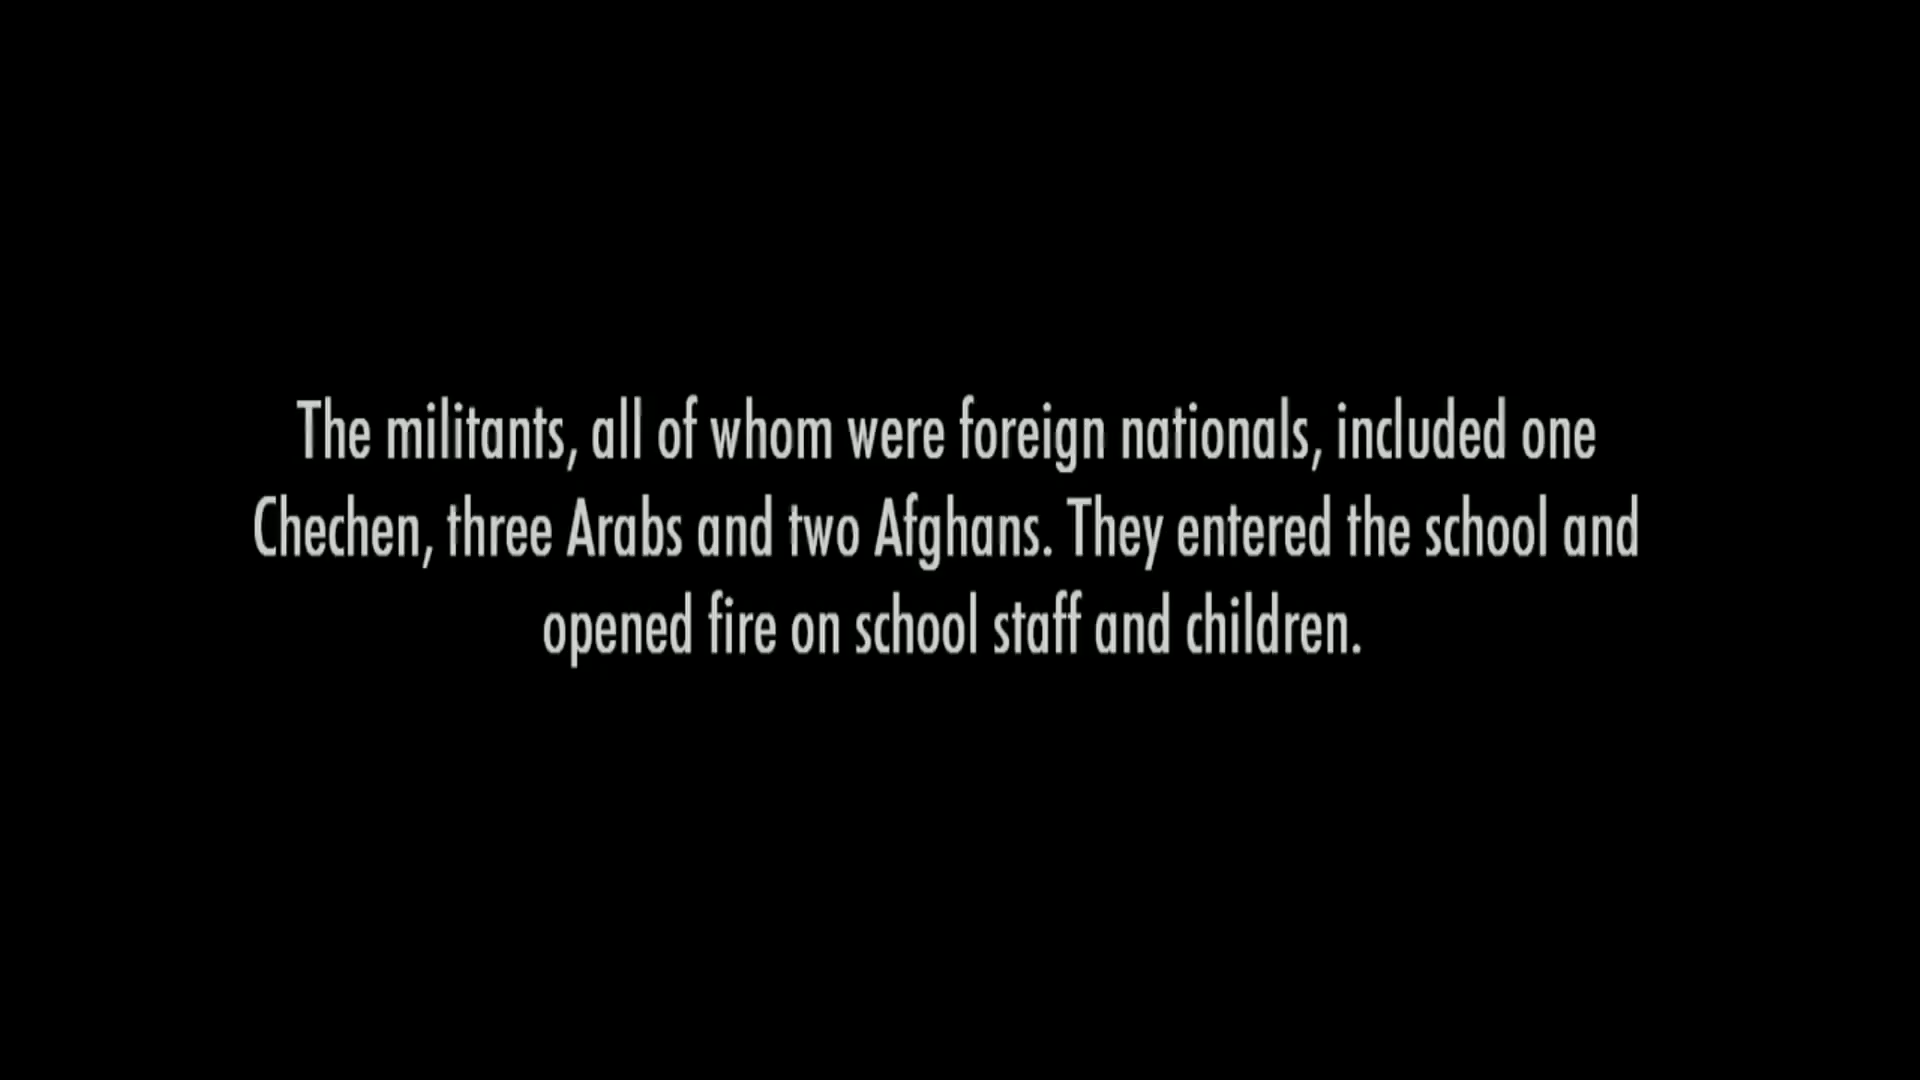 The militants, all of whom were foreign nationals, included one
Chechen, three Arabs and two Afghans. They entered the school and
opened fire on school staff and children.